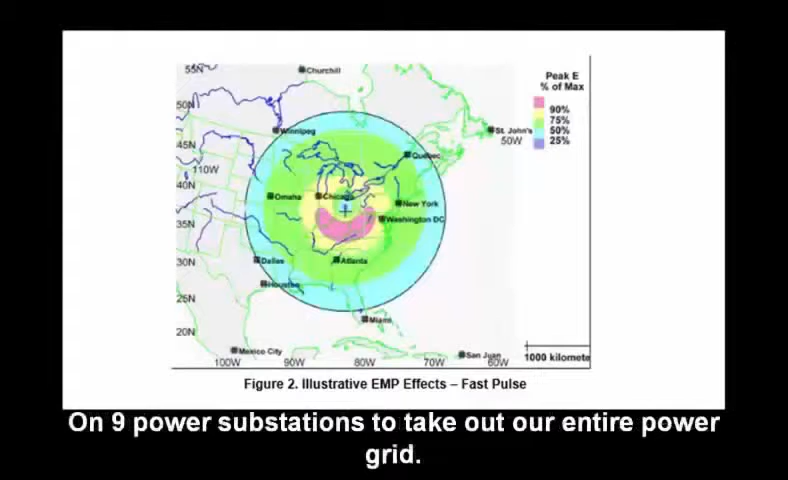 55N
Churchill
Peak E
% of Max
50N
90%
75%
50%
25%
Winnipeg
St. John's
50W
45N
Quebec
110W
40N
Omaha
Chicago
New York
35N
Washington DC
30N
Dallas
Atlanta
Houston
25N
Miami
20N
Mexico City
San Juan
1000 kilomete
100W 90W 80W 70W 60W
Figure 2. Illustrative EMP Effects – Fast Pulse
On 9 power substations to take out our entire power
grid.